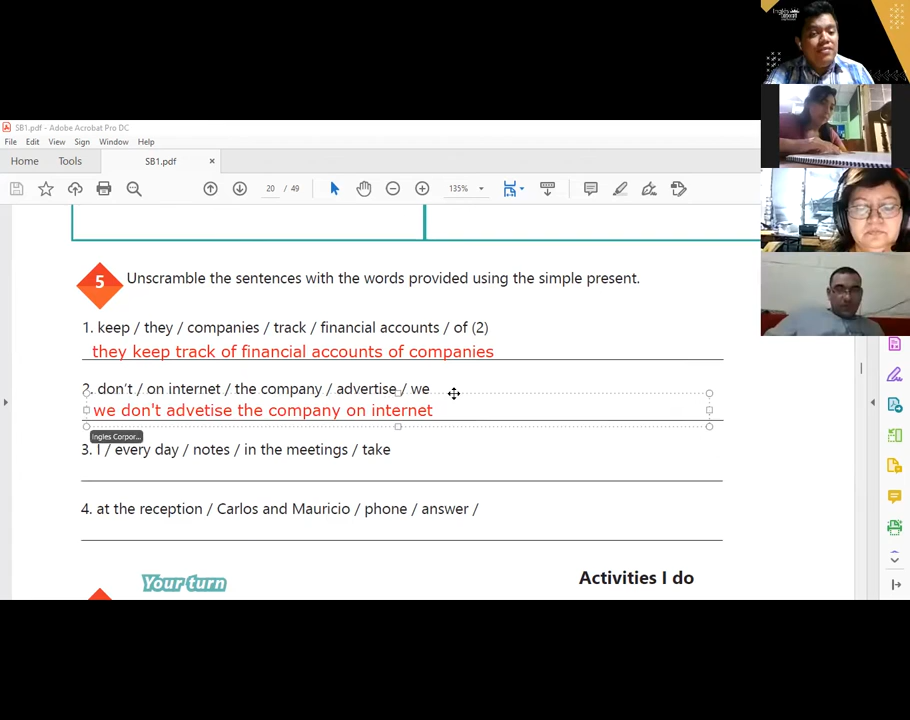 SB1.pdf - Adobe Acrobat Pro DC
File Edit View Sign Window Help
Home Tools SB1.pdf ×
20 / 49 135%
5 Unscramble the sentences with the words provided using the simple present.
1. keep / they / companies / track / financial accounts / of (2)
they keep track of financial accounts of companies
2. don't / on internet / the company / advertise / we
we don't advetise the company on internet
Ingles Corpor...
3. I / every day / notes / in the meetings / take
4. at the reception / Carlos and Mauricio / phone / answer /
Your turn
Activities I do